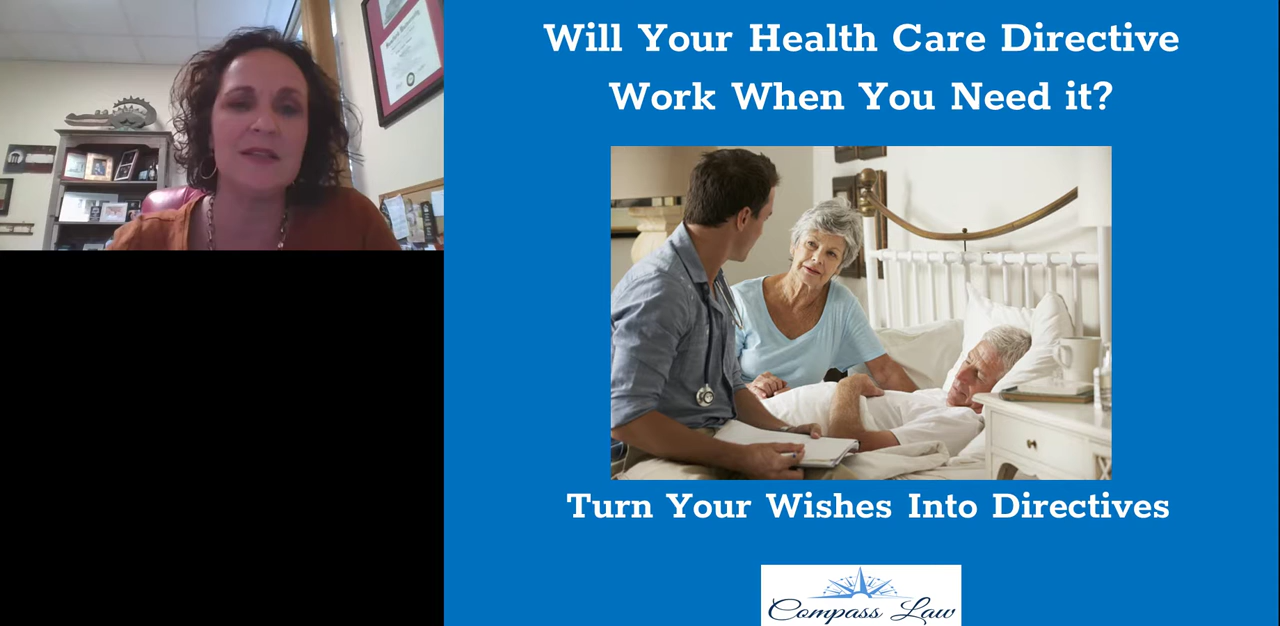 Will Your Health Care Directive
Work When You Need it?
Turn Your Wishes Into Directives
Compass Law